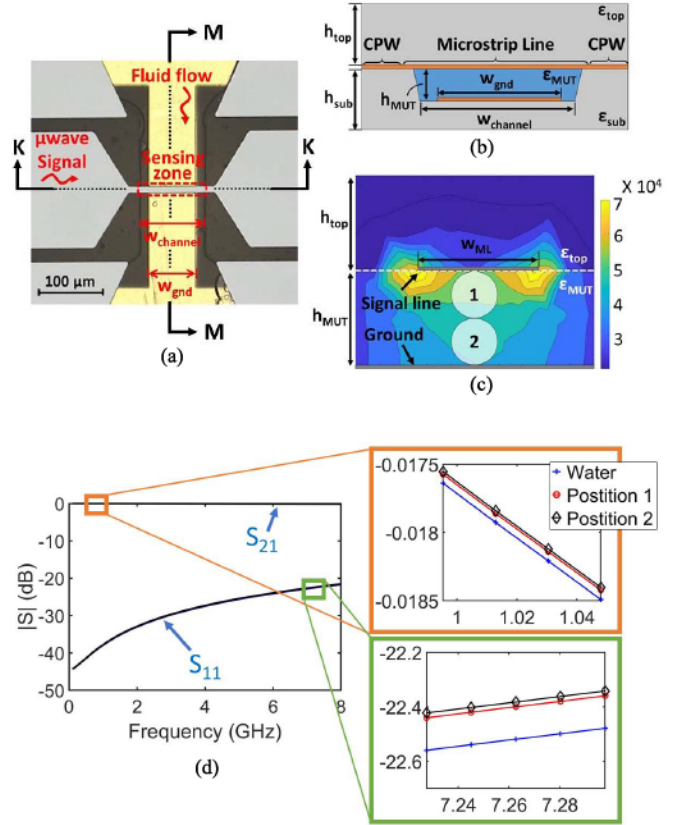 M
Fluid flow
K
µwave
Signal
Sensing
zone
K
w_channel
w_gnd
100 µm
M
(a)
h_top
ε_top
CPW
Microstrip Line
CPW
h_sub
h_MUT
w_gnd
ε_MUT
w_channel
ε_sub
(b)
X 10⁴
h_top
w_ML
ε_top
ε_MUT
Signal line
1
h_MUT
2
Ground
7
6
5
4
3
(c)
0
-10
-20
-30
-40
-50
|S| (dB)
S₂₁
S₁₁
0 2 4 6 8
Frequency (GHz)
(d)
-0.0175
-0.018
-0.0185
1 1.02 1.04
Water
Postition 1
Postition 2
-22.2
-22.4
-22.6
7.24 7.26 7.28